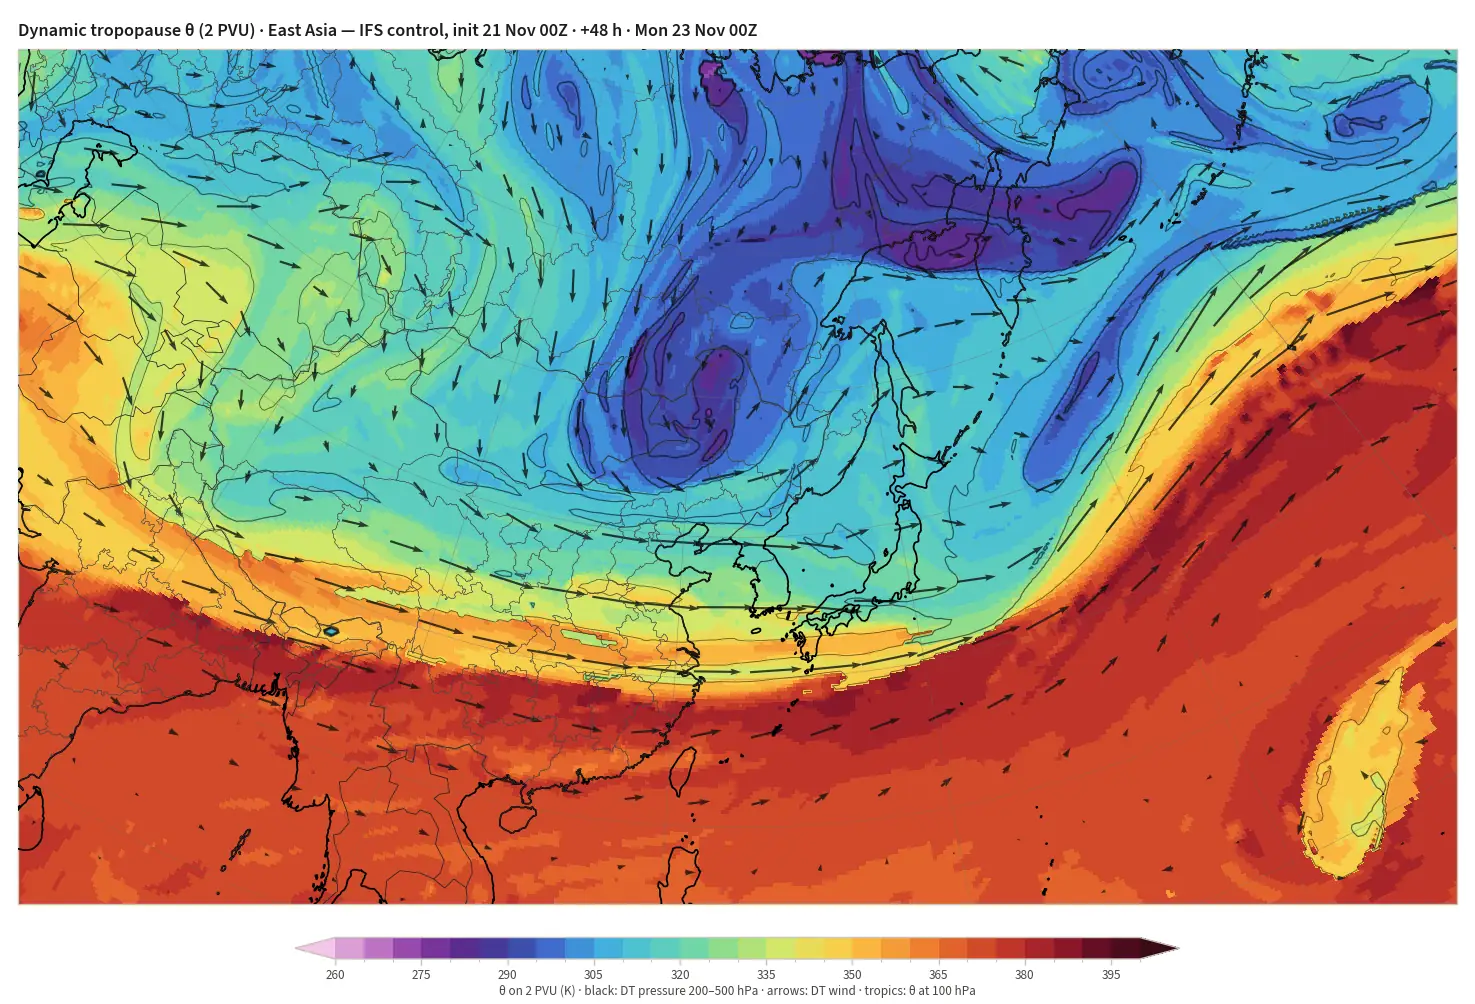 Dynamic tropopause θ (2 PVU) · East Asia — IFS control, init 21 Nov 00Z · +48 h · Mon 23 Nov 00Z
260 275 290 305 320 335 350 365 380 395
θ on 2 PVU (K) · black: DT pressure 200–500 hPa · arrows: DT wind · tropics: θ at 100 hPa